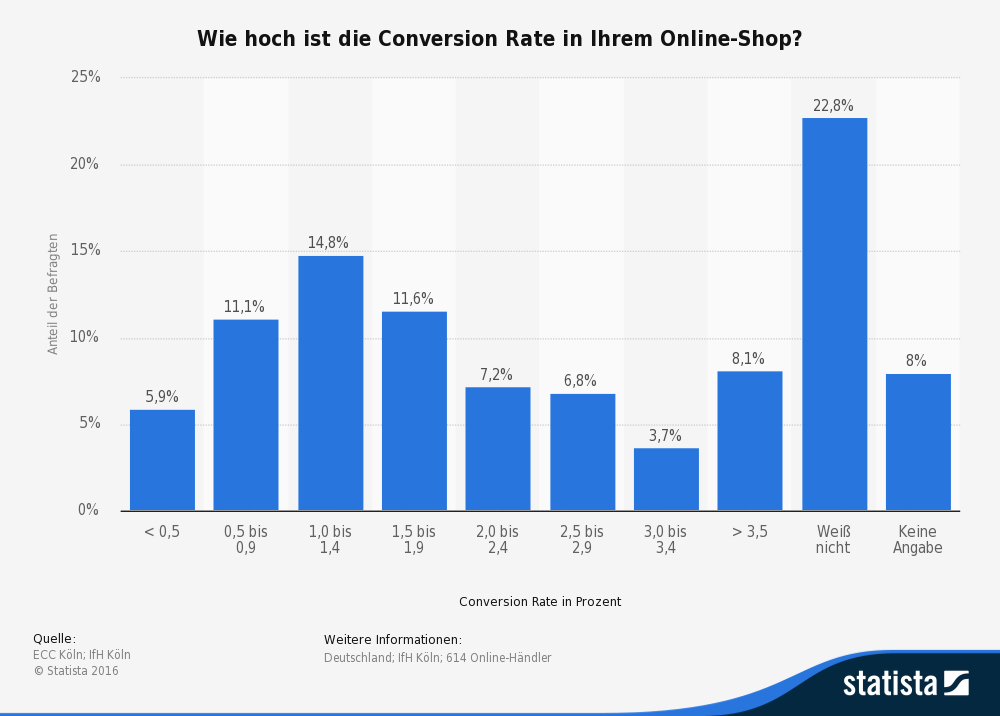 Wie hoch ist die Conversion Rate in Ihrem Online-Shop?
25%
20%
15%
10%
5%
0%
Anteil der Befragten
5,9%
11,1%
14,8%
11,6%
7,2%
6,8%
3,7%
8,1%
22,8%
8%
< 0,5
0,5 bis
0,9
1,0 bis
1,4
1,5 bis
1,9
2,0 bis
2,4
2,5 bis
2,9
3,0 bis
3,4
> 3,5
Weiß
nicht
Keine
Angabe
Conversion Rate in Prozent
Quelle:
ECC Köln; IfH Köln
© Statista 2016
Weitere Informationen:
Deutschland; IfH Köln; 614 Online-Händler
statista